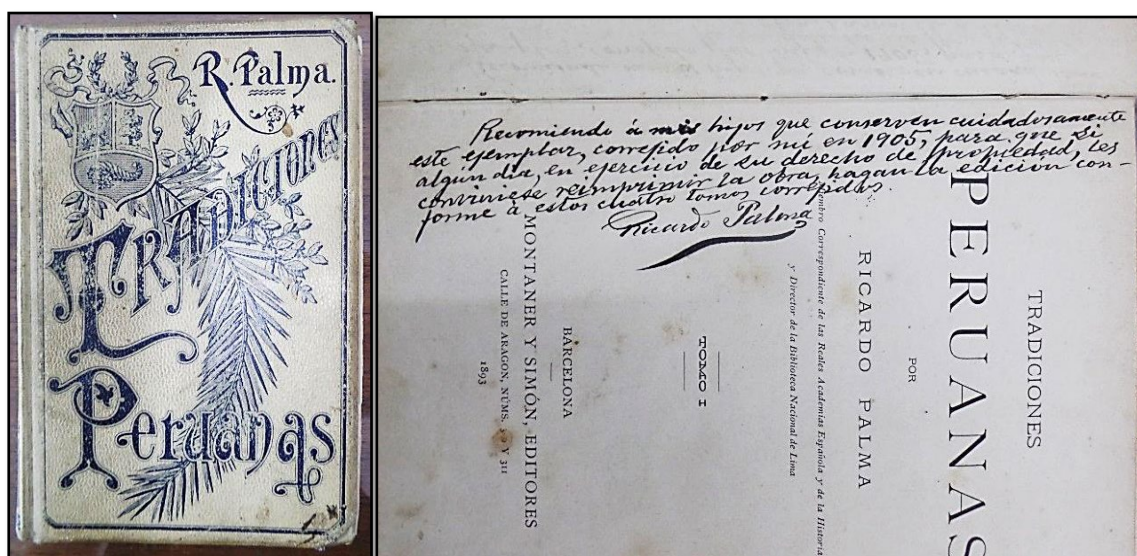 R. Palma.
TRADICIONES
Peruanas
Recomiendo á mis hijos que conserven cuidadosamente
este ejemplar, corregido por mí en 1905, para que si
algun dia, en ejercicio de su derecho de propiedad, les
conviniese reimprimir la obra, hagan la edición con-
forme á estos cuatro tomos corregidos.
Ricardo Palma
TRADICIONES
PERUANAS
POR
RICARDO PALMA
Correspondiente de las Reales Academias Española y de la Historia
y Director de la Biblioteca Nacional de Lima
TOMO I
BARCELONA
MONTANER Y SIMÓN, EDITORES
CALLE DE ARAGON, NÚMS. Y 311
1893